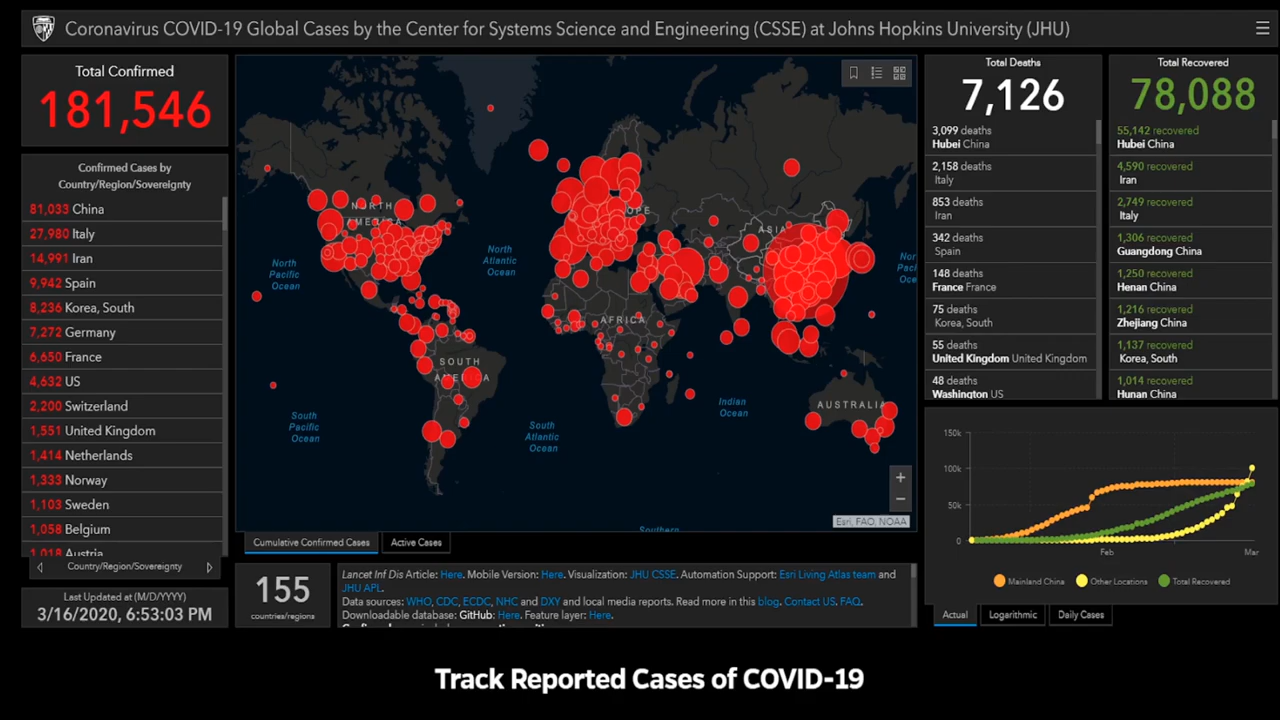 Coronavirus COVID-19 Global Cases by the Center for Systems Science and Engineering (CSSE) at Johns Hopkins University (JHU)
Total Confirmed
181,546
Confirmed Cases by
Country/Region/Sovereignty
81,033 China
27,980 Italy
14,991 Iran
9,942 Spain
8,236 Korea, South
7,272 Germany
6,650 France
4,632 US
2,200 Switzerland
1,551 United Kingdom
1,414 Netherlands
1,333 Norway
1,103 Sweden
1,058 Belgium
1,018 Austria
Country/Region/Sovereignty
Last Updated at (M/D/YYYY)
3/16/2020, 6:53:03 PM
NORTH
AMERICA
ASIA
AFRICA
SOUTH
AMERICA
AUSTRALIA
North
Pacific
Ocean
North
Atlantic
Ocean
South
Pacific
Ocean
South
Atlantic
Ocean
Indian
Ocean
Southern
Esri, FAO, NOAA
Cumulative Confirmed Cases
Active Cases
155
countries/regions
Lancet Inf Dis Article: Here. Mobile Version: Here. Visualization: JHU CSSE. Automation Support: Esri Living Atlas team and
JHU APL.
Data sources: WHO, CDC, ECDC, NHC and DXY and local media reports. Read more in this blog. Contact US. FAQ.
Downloadable database: GitHub: Here. Feature layer: Here.
Total Deaths
7,126
3,099 deaths
Hubei China
2,158 deaths
Italy
853 deaths
Iran
342 deaths
Spain
148 deaths
France France
75 deaths
Korea, South
55 deaths
United Kingdom United Kingdom
48 deaths
Washington US
Total Recovered
78,088
55,142 recovered
Hubei China
4,590 recovered
Iran
2,749 recovered
Italy
1,306 recovered
Guangdong China
1,250 recovered
Henan China
1,216 recovered
Zhejiang China
1,137 recovered
Korea, South
1,014 recovered
Hunan China
150k
100k
50k
0
Feb
Mar
Mainland China
Other Locations
Total Recovered
Actual
Logarithmic
Daily Cases
Track Reported Cases of COVID-19